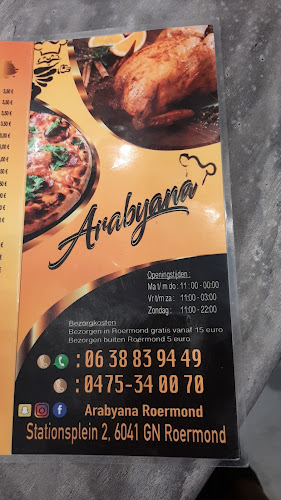 Arabyana
Openingstijden :
Ma t/m do : 11:00 - 00:00
Vr t/m za : 11:00 - 03:00
Zondag : 11:00 - 22:00
Bezorgkosten
Bezorgen in Roermond gratis vanaf 15 euro
Bezorgen buiten Roermond 5 euro
: 06 38 83 94 49
: 0475-34 00 70
Arabyana Roermond
Stationsplein 2, 6041 GN Roermond